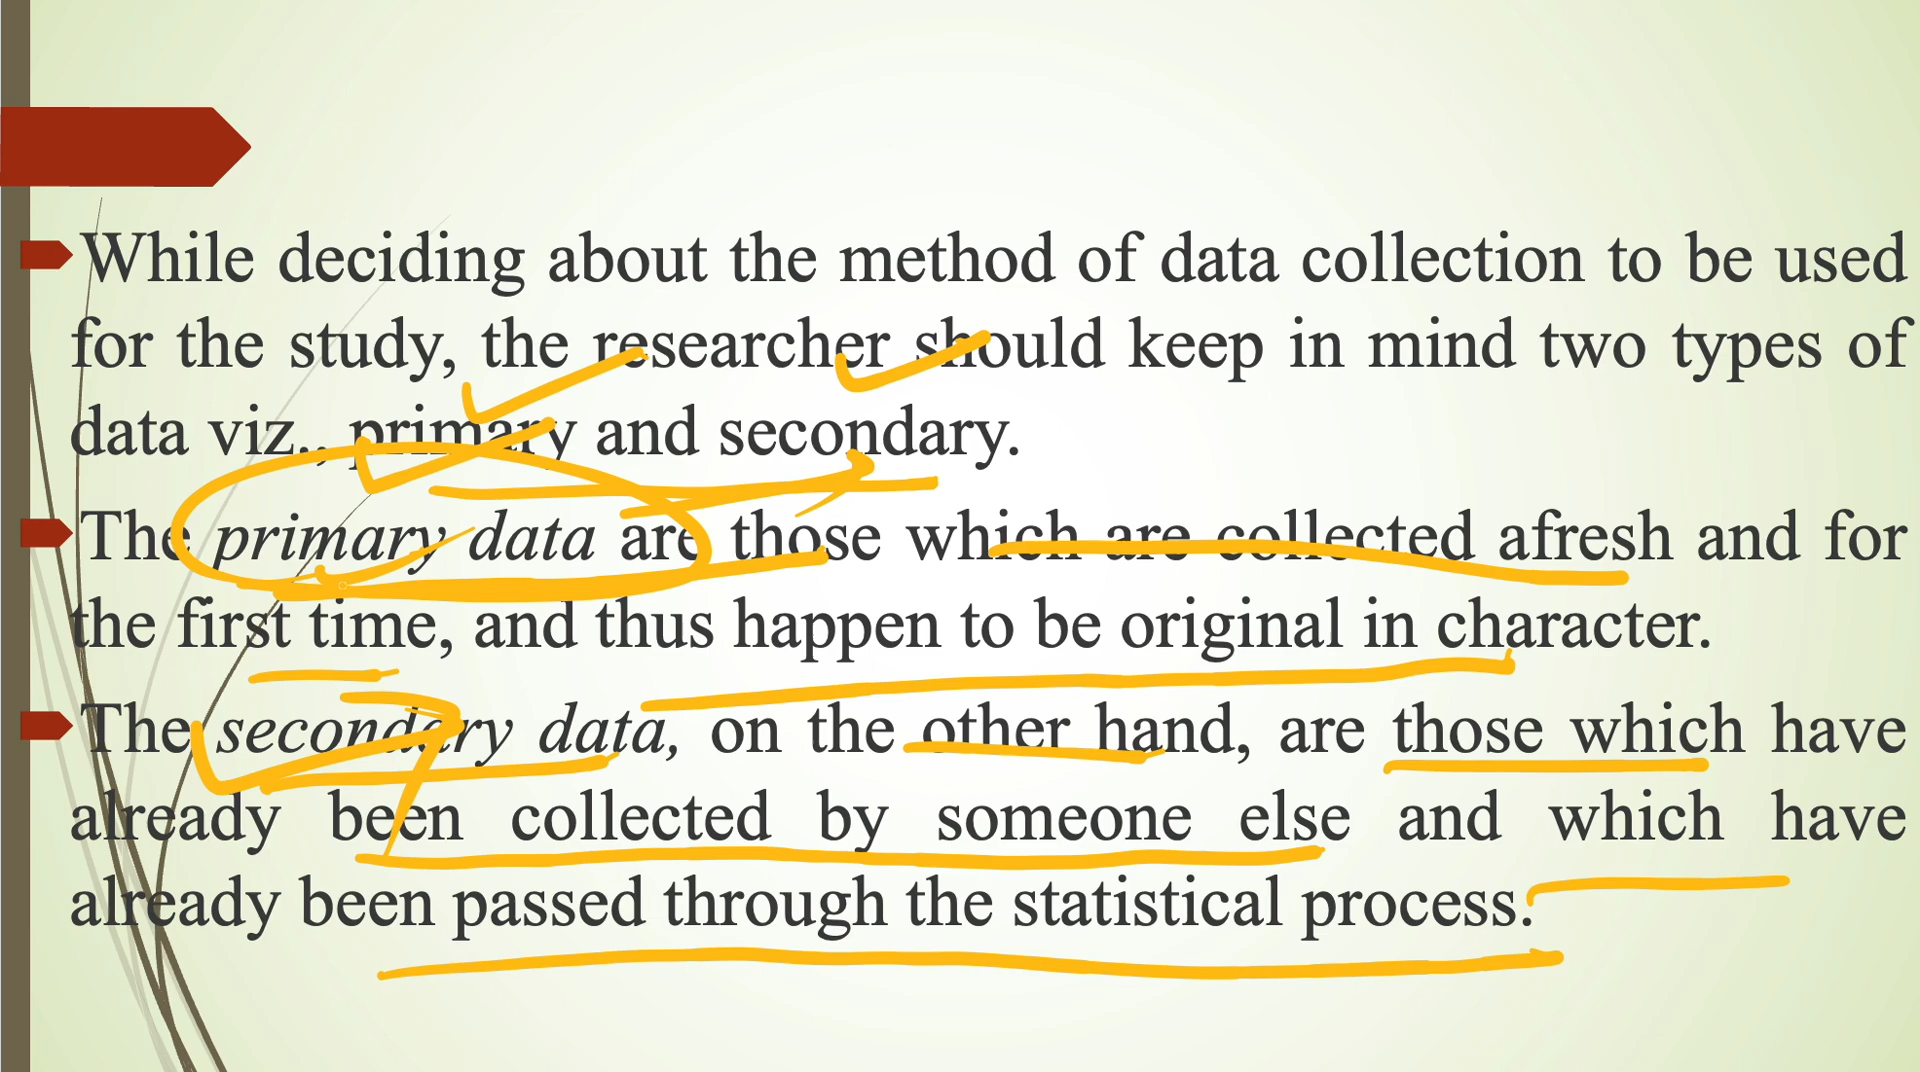 While deciding about the method of data collection to be used
for the study, the researcher should keep in mind two types of
data viz., primary and secondary.
The primary data are those which are collected afresh and for
the first time, and thus happen to be original in character.
The secondary data, on the other hand, are those which have
already been collected by someone else and which have
already been passed through the statistical process.